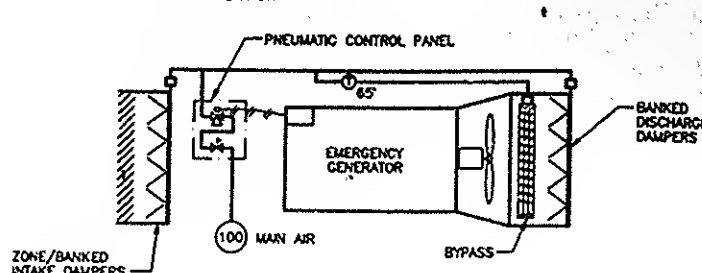 PNEUMATIC CONTROL PANEL
65°
BANKED
DISCHARGE
DAMPERS
EMERGENCY
GENERATOR
100 MAIN AIR
BYPASS
ZONE/BANKED
INTAKE DAMPERS